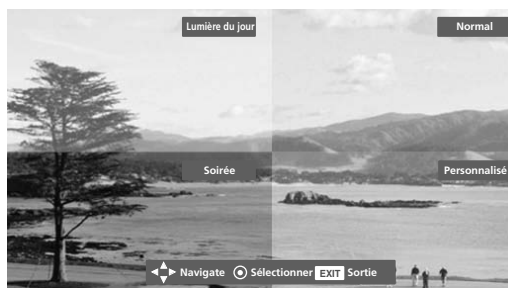 Lumière du jour
Normal
Soirée
Personnalisé
Navigate Sélectionner EXIT Sortie